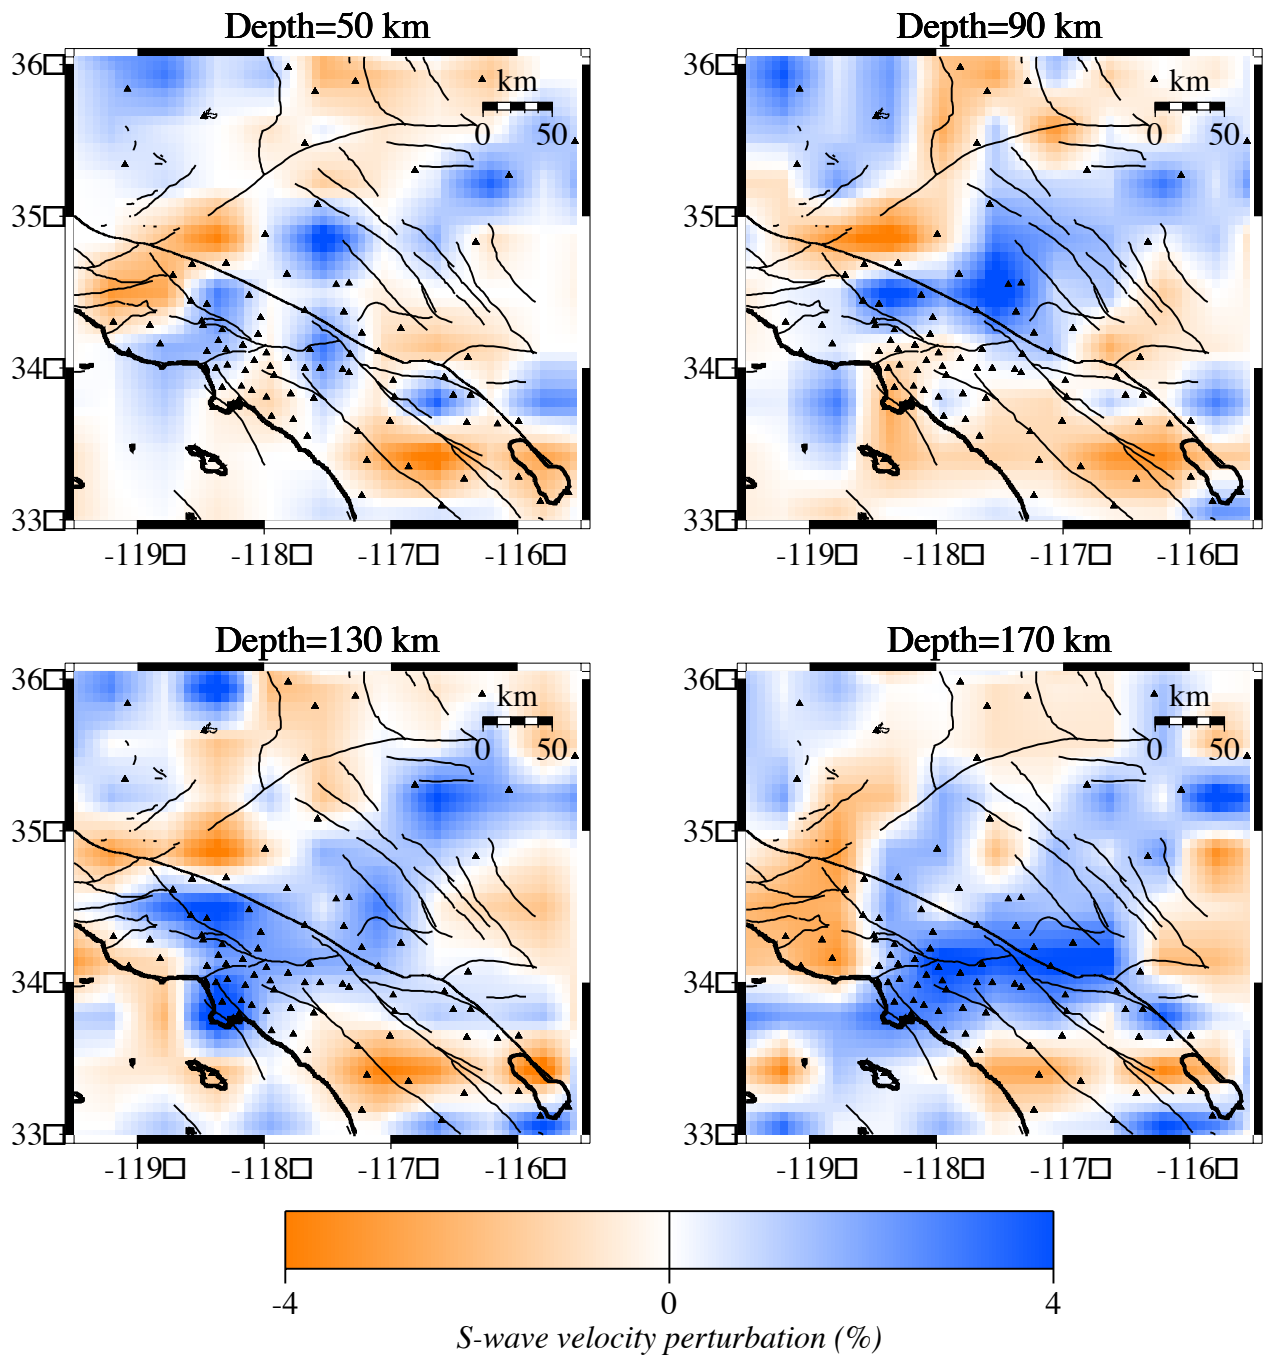 Depth=50 km
Depth=90 km
36□
km
0 50
35□
34□
33□
-119□ -118□ -117□ -116□
36□
km
0 50
35□
34□
33□
-119□ -118□ -117□ -116□
Depth=130 km
Depth=170 km
36□
km
0 50
35□
34□
33□
-119□ -118□ -117□ -116□
36□
km
0 50
35□
34□
33□
-119□ -118□ -117□ -116□
-4 0 4
S-wave velocity perturbation (%)